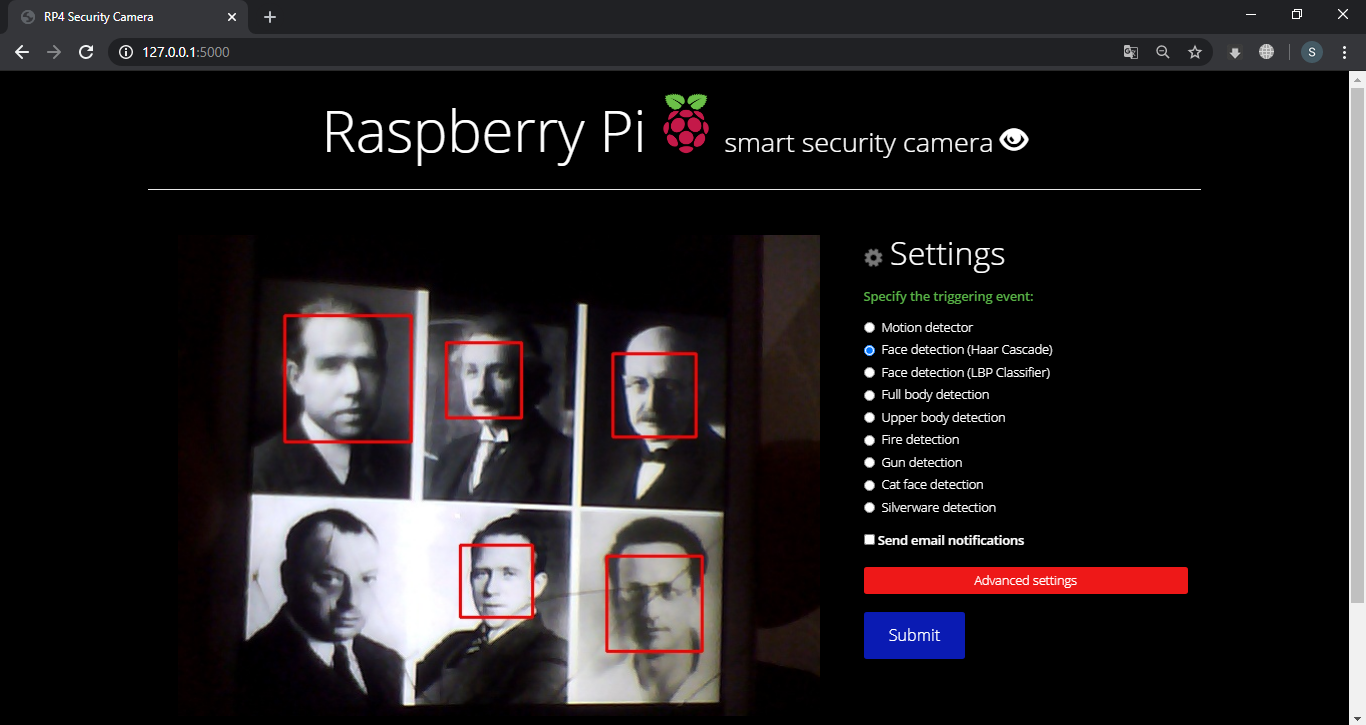 RP4 Security Camera
127.0.0.1:5000
S
Raspberry Pi smart security camera
Settings
Specify the triggering event:
Motion detector
Face detection (Haar Cascade)
Face detection (LBP Classifier)
Full body detection
Upper body detection
Fire detection
Gun detection
Cat face detection
Silverware detection
Send email notifications
Advanced settings
Submit